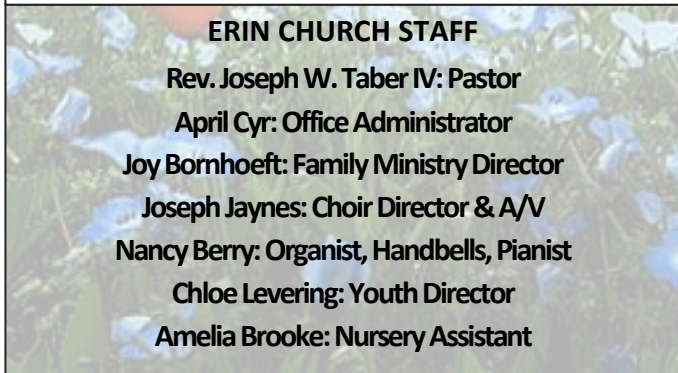 ERIN CHURCH STAFF
Rev. Joseph W. Taber IV: Pastor
April Cyr: Office Administrator
Joy Bornhoeft: Family Ministry Director
Joseph Jaynes: Choir Director & A/V
Nancy Berry: Organist, Handbells, Pianist
Chloe Levering: Youth Director
Amelia Brooke: Nursery Assistant